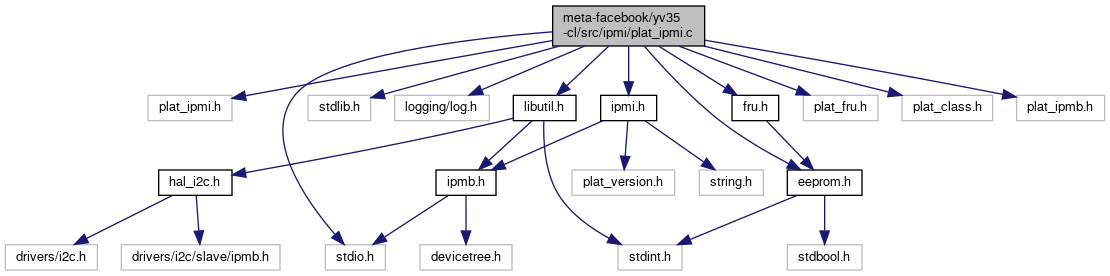 meta-facebook/yv35
-cl/src/ipmi/plat_ipmi.c
plat_ipmi.h
stdlib.h
logging/log.h
libutil.h
ipmi.h
fru.h
plat_fru.h
plat_class.h
plat_ipmb.h
hal_i2c.h
ipmb.h
plat_version.h
string.h
eeprom.h
drivers/i2c.h
drivers/i2c/slave/ipmb.h
stdio.h
devicetree.h
stdint.h
stdbool.h